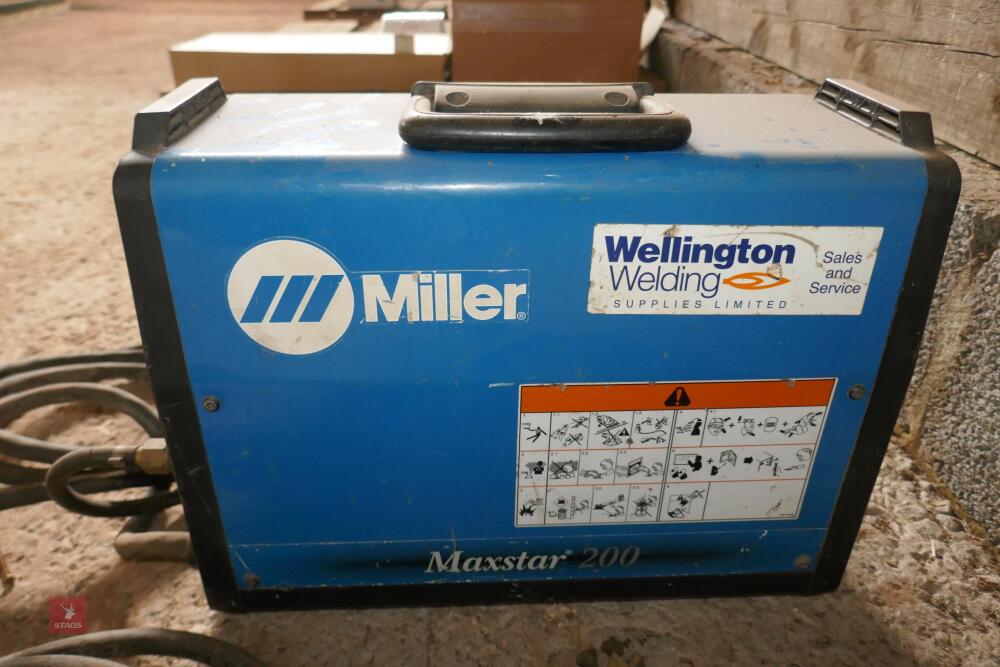 Miller®
Wellington
Welding
SUPPLIES LIMITED
Sales
and
Service
Maxstar® 200
STAGS